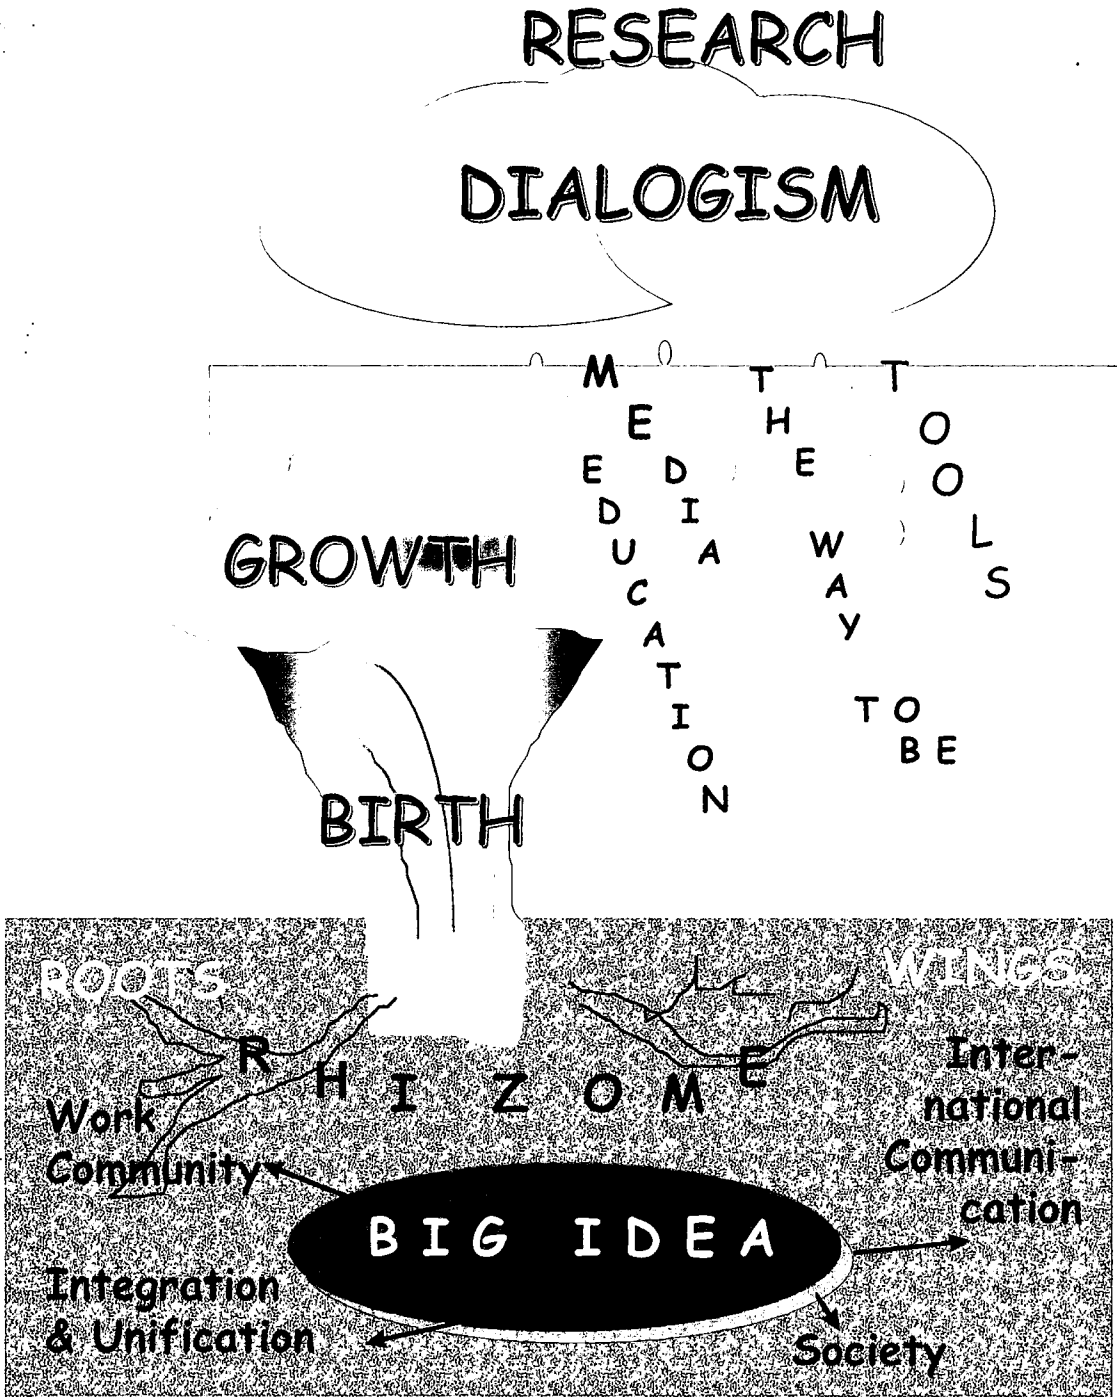 RESEARCH
DIALOGISM
MEDIA
EDUCATION
THE
WAY
TO
BE
TOOLS
GROWTH
BIRTH
ROOTS
WINGS
RHIZOME
Work
Community
Inter-
national
Communi-
cation
BIG IDEA
Integration
& Unification
Society